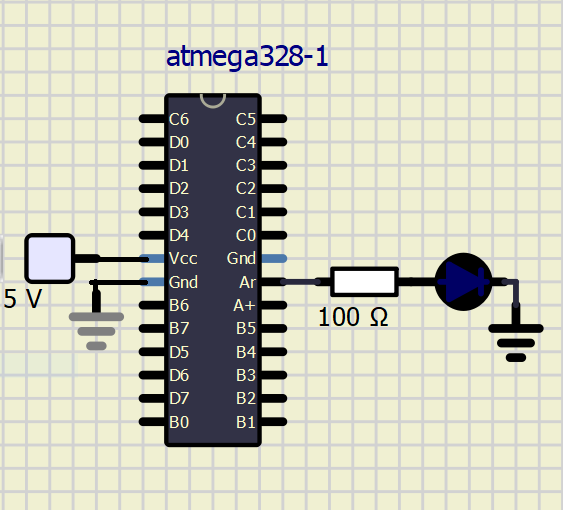 atmega328-1
C6 C5
D0 C4
D1 C3
D2 C2
D3 C1
D4 C0
Vcc Gnd
Gnd Ar
5 V
B6 A+
100 Ω
B7 B5
D5 B4
D6 B3
D7 B2
B0 B1